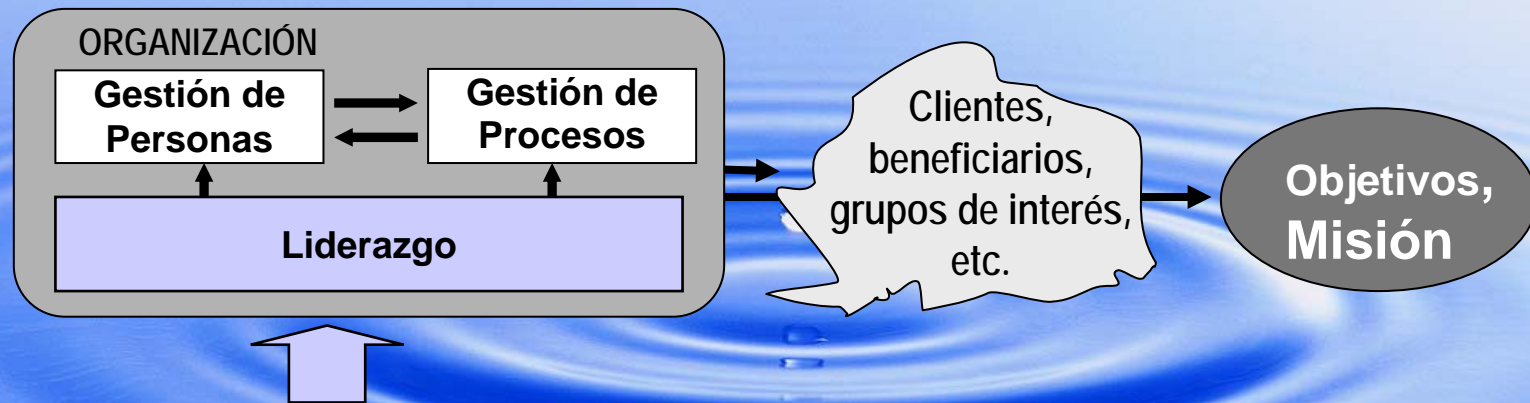 ORGANIZACIÓN
Gestión de
Personas
Gestión de
Procesos
Liderazgo
Clientes,
beneficiarios,
grupos de interés,
etc.
Objetivos,
Misión